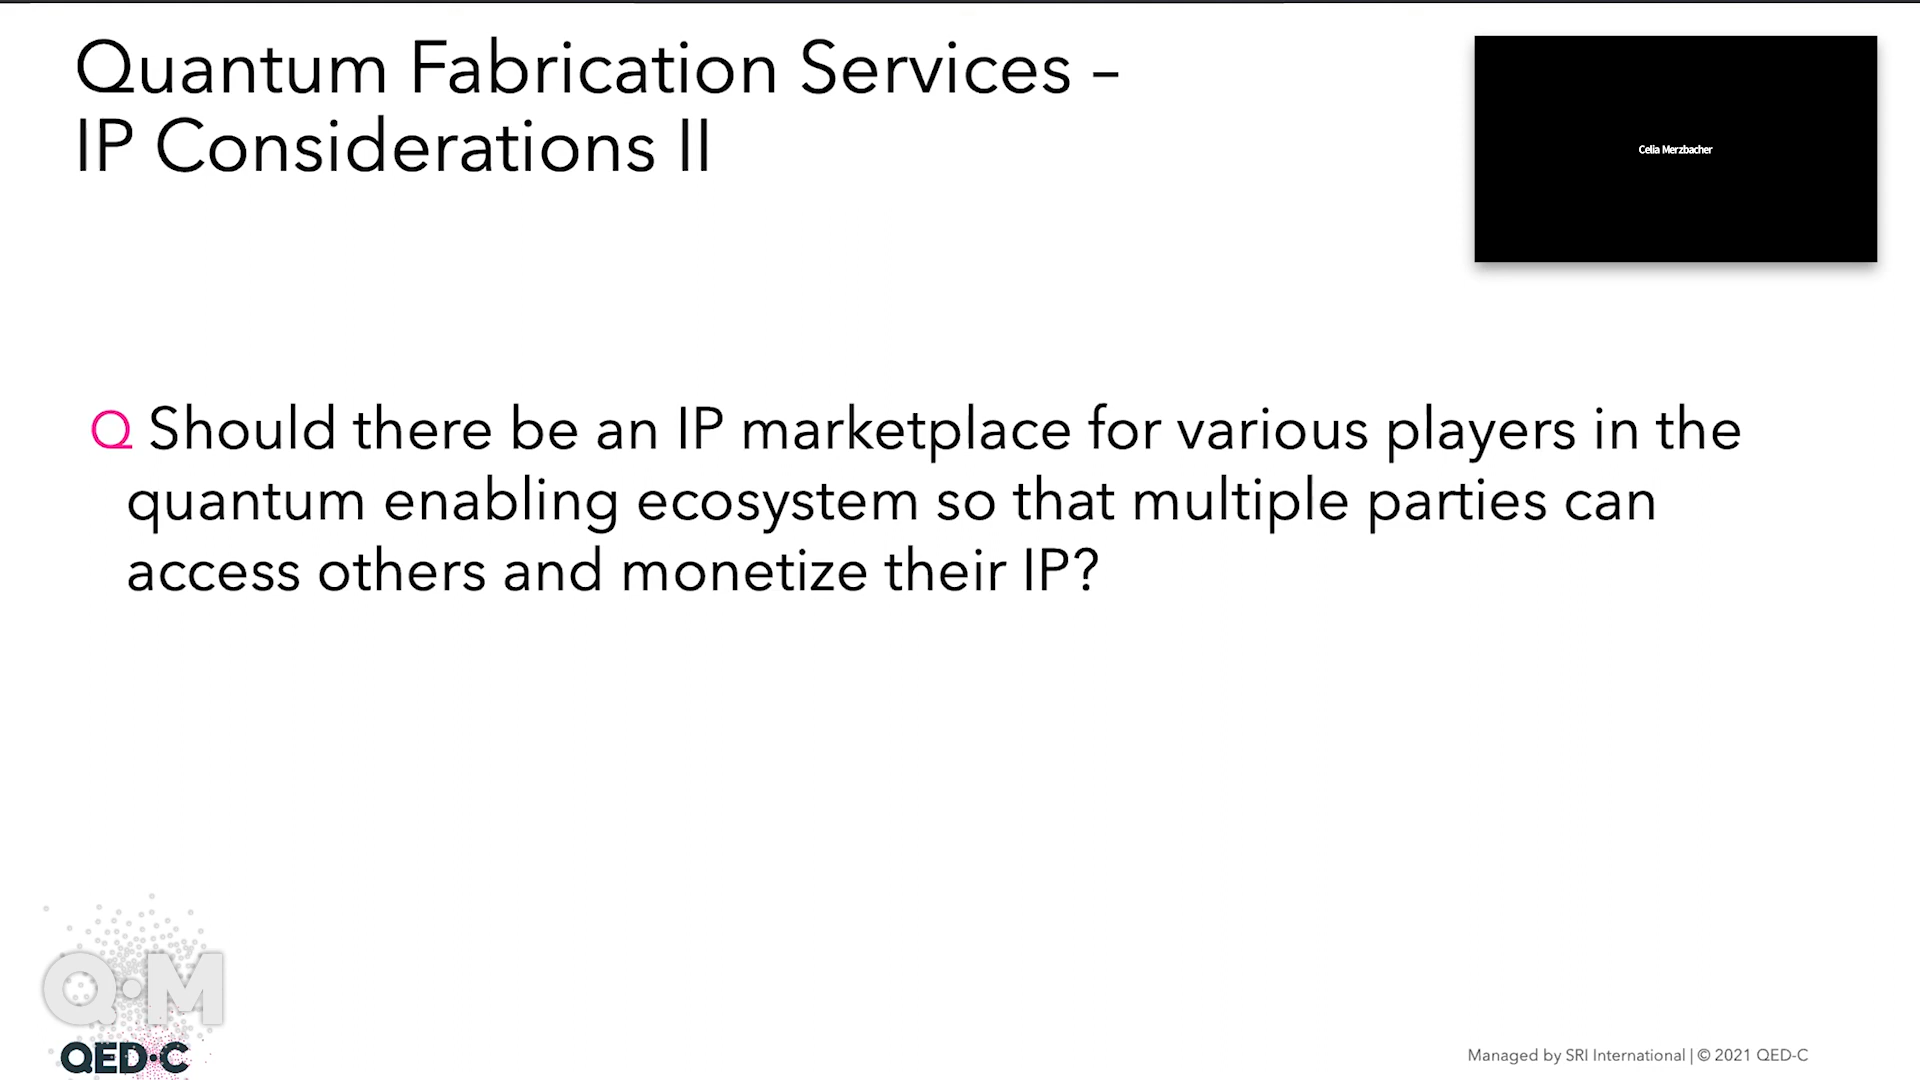 Quantum Fabrication Services –
IP Considerations II
Celia Merzbacher
Q Should there be an IP marketplace for various players in the
quantum enabling ecosystem so that multiple parties can
access others and monetize their IP?
Q·M
QED·C
Managed by SRI International | © 2021 QED-C